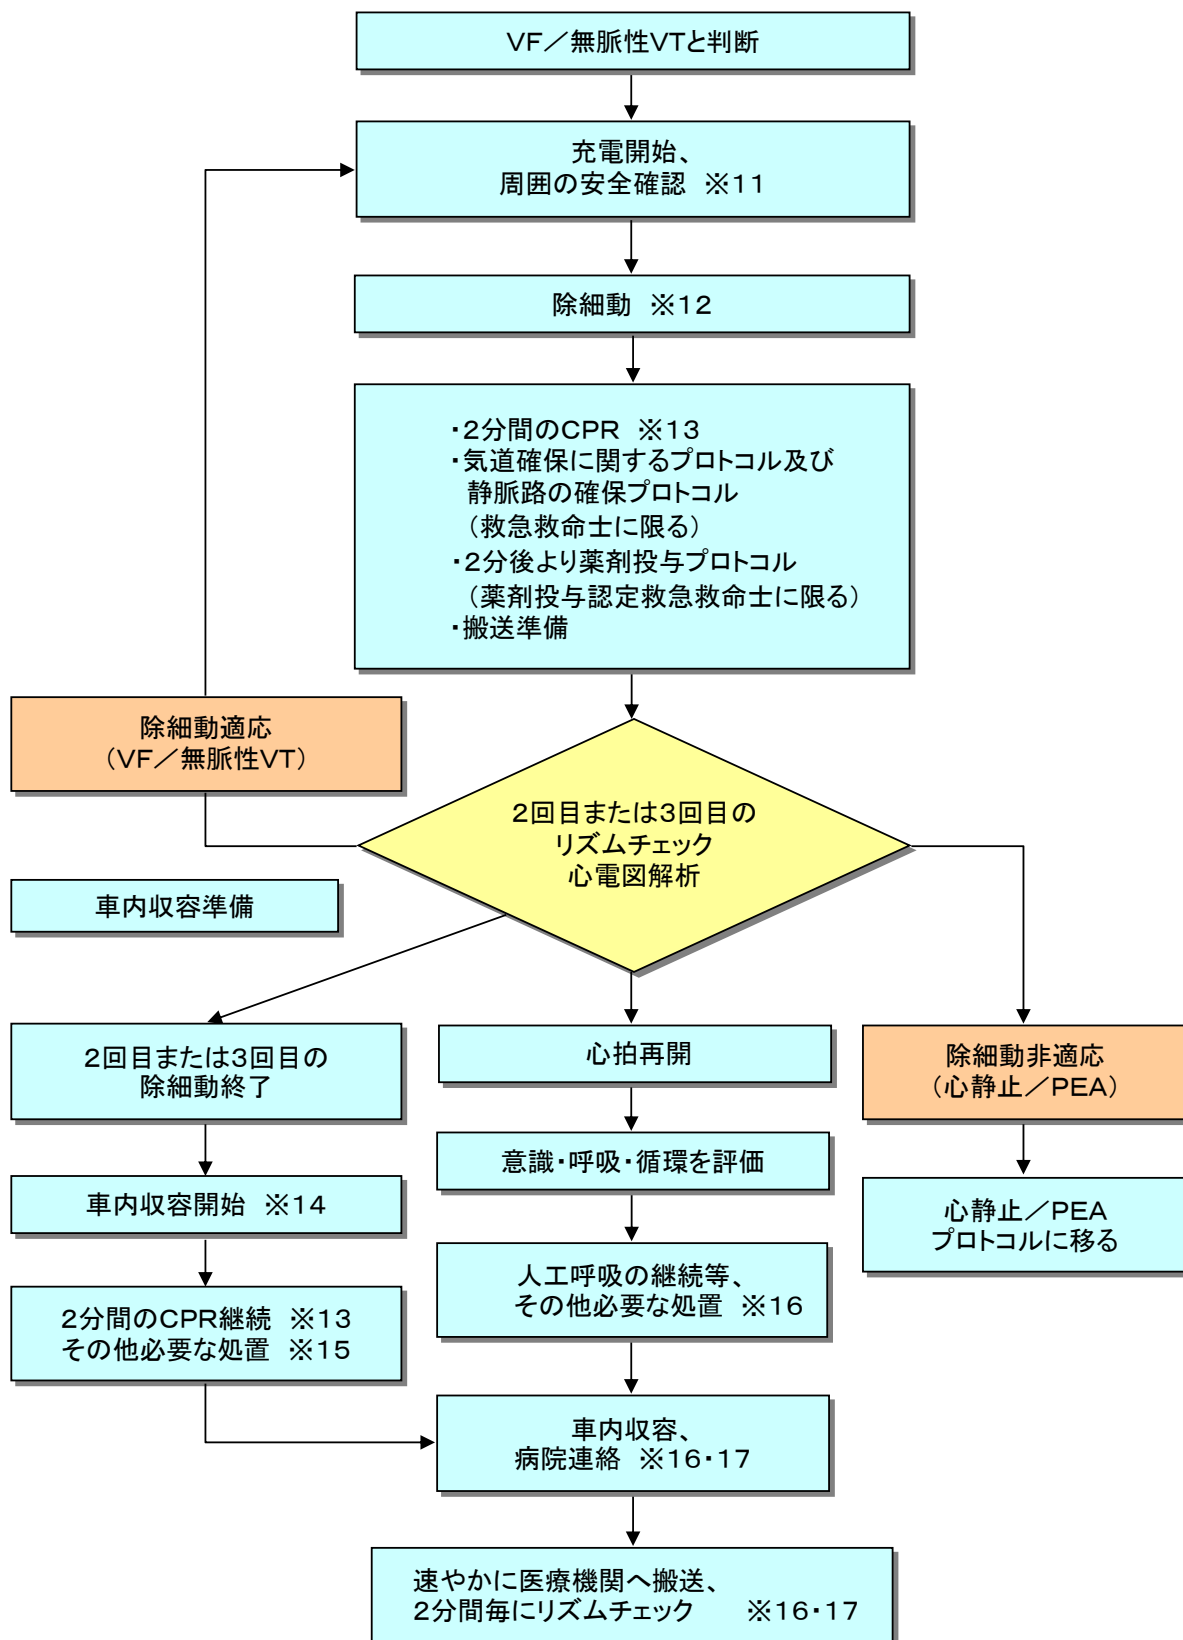 VF／無脈性VTと判断
充電開始、
周囲の安全確認　※11
除細動　※12
・2分間のCPR　※13
・気道確保に関するプロトコル及び
静脈路の確保プロトコル
（救急救命士に限る）
・2分後より薬剤投与プロトコル
（薬剤投与認定救急救命士に限る）
・搬送準備
除細動適応
（VF／無脈性VT）
2回目または3回目の
リズムチェック
心電図解析
車内収容準備
2回目または3回目の
除細動終了
心拍再開
除細動非適応
（心静止／PEA）
意識・呼吸・循環を評価
車内収容開始　※14
心静止／PEA
プロトコルに移る
2分間のCPR継続　※13
その他必要な処置　※15
人工呼吸の継続等、
その他必要な処置　※16
車内収容、
病院連絡　※16・17
速やかに医療機関へ搬送、
2分間毎にリズムチェック　　※16・17